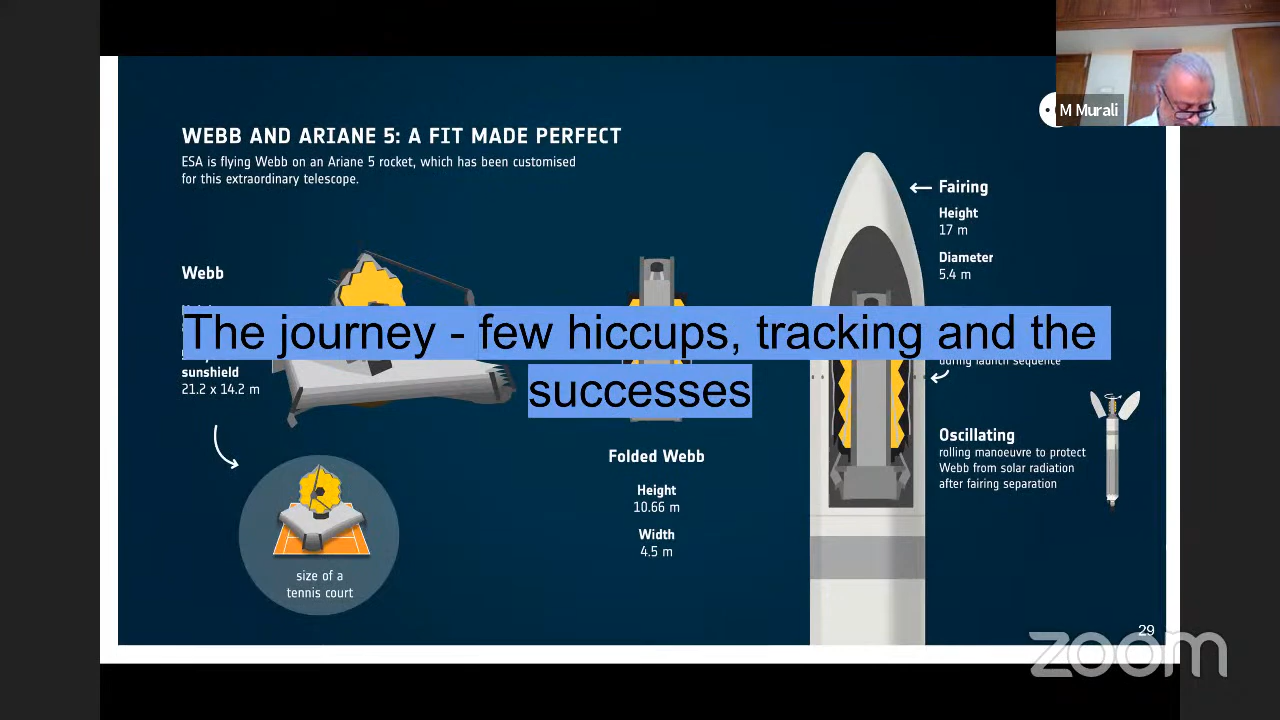 M Murali
WEBB AND ARIANE 5: A FIT MADE PERFECT
ESA is flying Webb on an Ariane 5 rocket, which has been customised
for this extraordinary telescope.
Webb
sunshield
21.2 x 14.2 m
size of a
tennis court
The journey - few hiccups, tracking and the
successes
Folded Webb
Height
10.66 m
Width
4.5 m
Fairing
Height
17 m
Diameter
5.4 m
during launch sequence
Oscillating
rolling manoeuvre to protect
Webb from solar radiation
after fairing separation
29
zoom